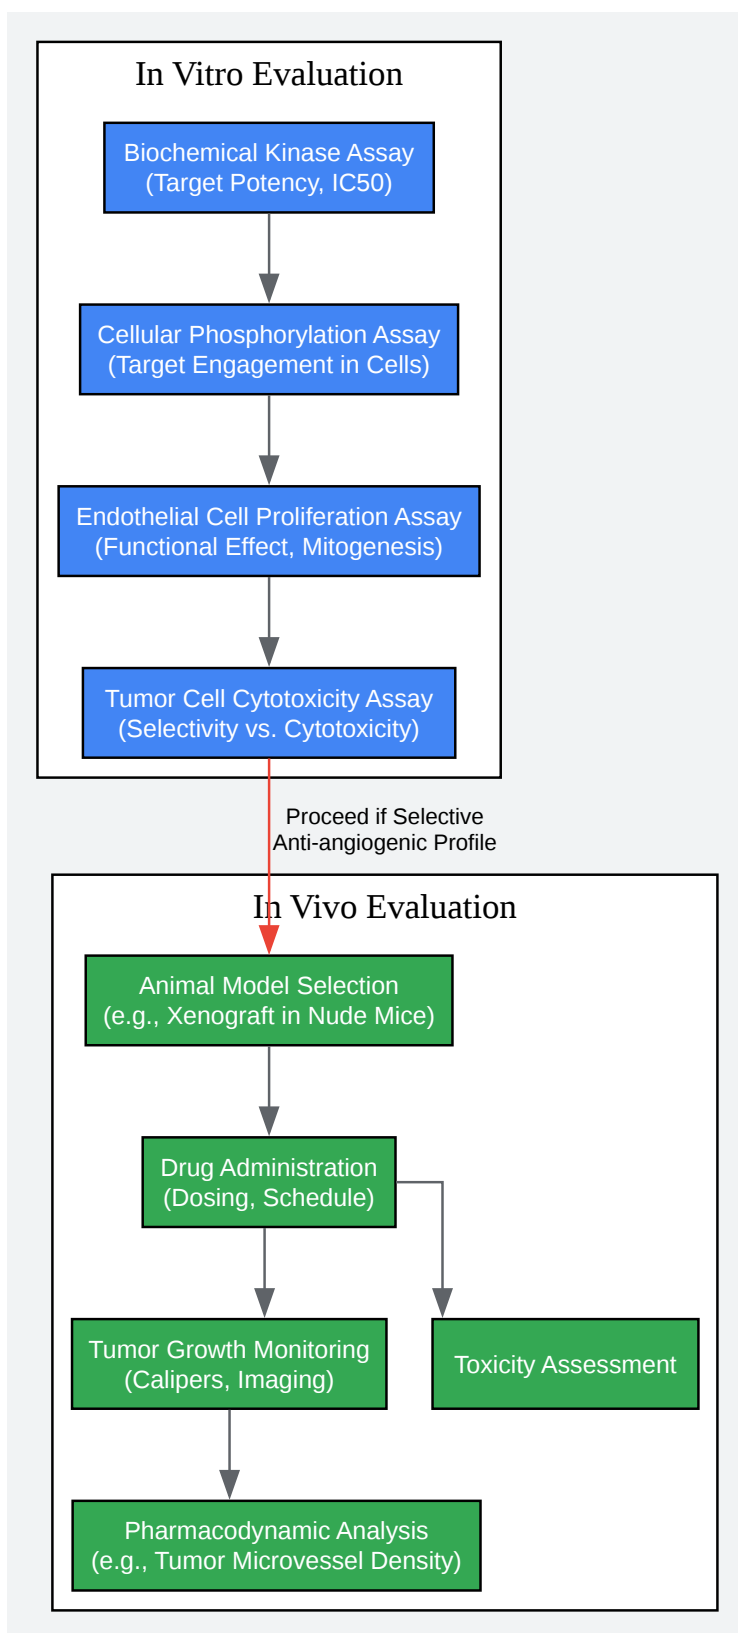 In Vitro Evaluation
Biochemical Kinase Assay
(Target Potency, IC50)
Cellular Phosphorylation Assay
(Target Engagement in Cells)
Endothelial Cell Proliferation Assay
(Functional Effect, Mitogenesis)
Tumor Cell Cytotoxicity Assay
(Selectivity vs. Cytotoxicity)
Proceed if Selective
Anti-angiogenic Profile
In Vivo Evaluation
Animal Model Selection
(e.g., Xenograft in Nude Mice)
Drug Administration
(Dosing, Schedule)
Tumor Growth Monitoring
(Calipers, Imaging)
Toxicity Assessment
Pharmacodynamic Analysis
(e.g., Tumor Microvessel Density)